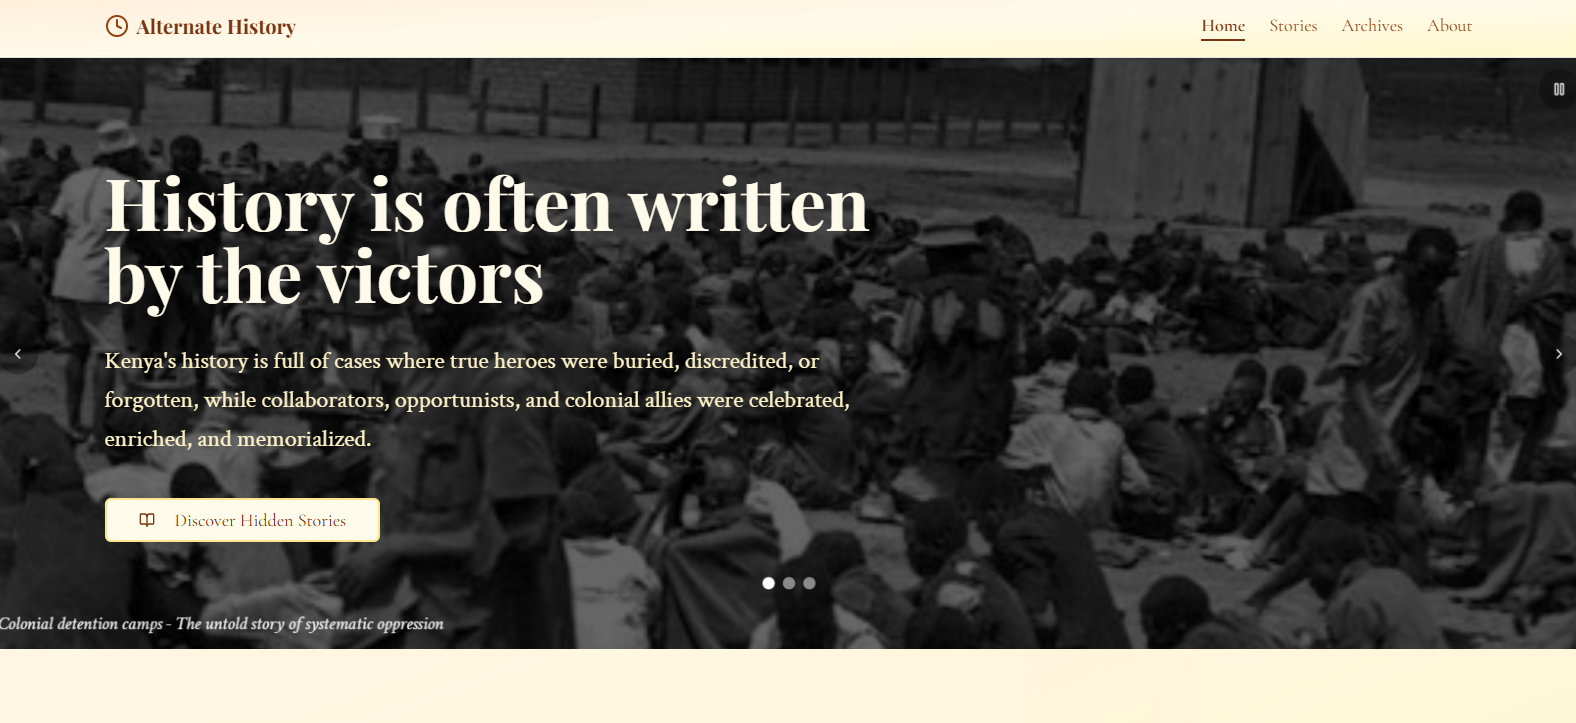 Alternate History
Home Stories Archives About
History is often written
by the victors
Kenya's history is full of cases where true heroes were buried, discredited, or
forgotten, while collaborators, opportunists, and colonial allies were celebrated,
enriched, and memorialized.
Discover Hidden Stories
Colonial detention camps - The untold story of systematic oppression